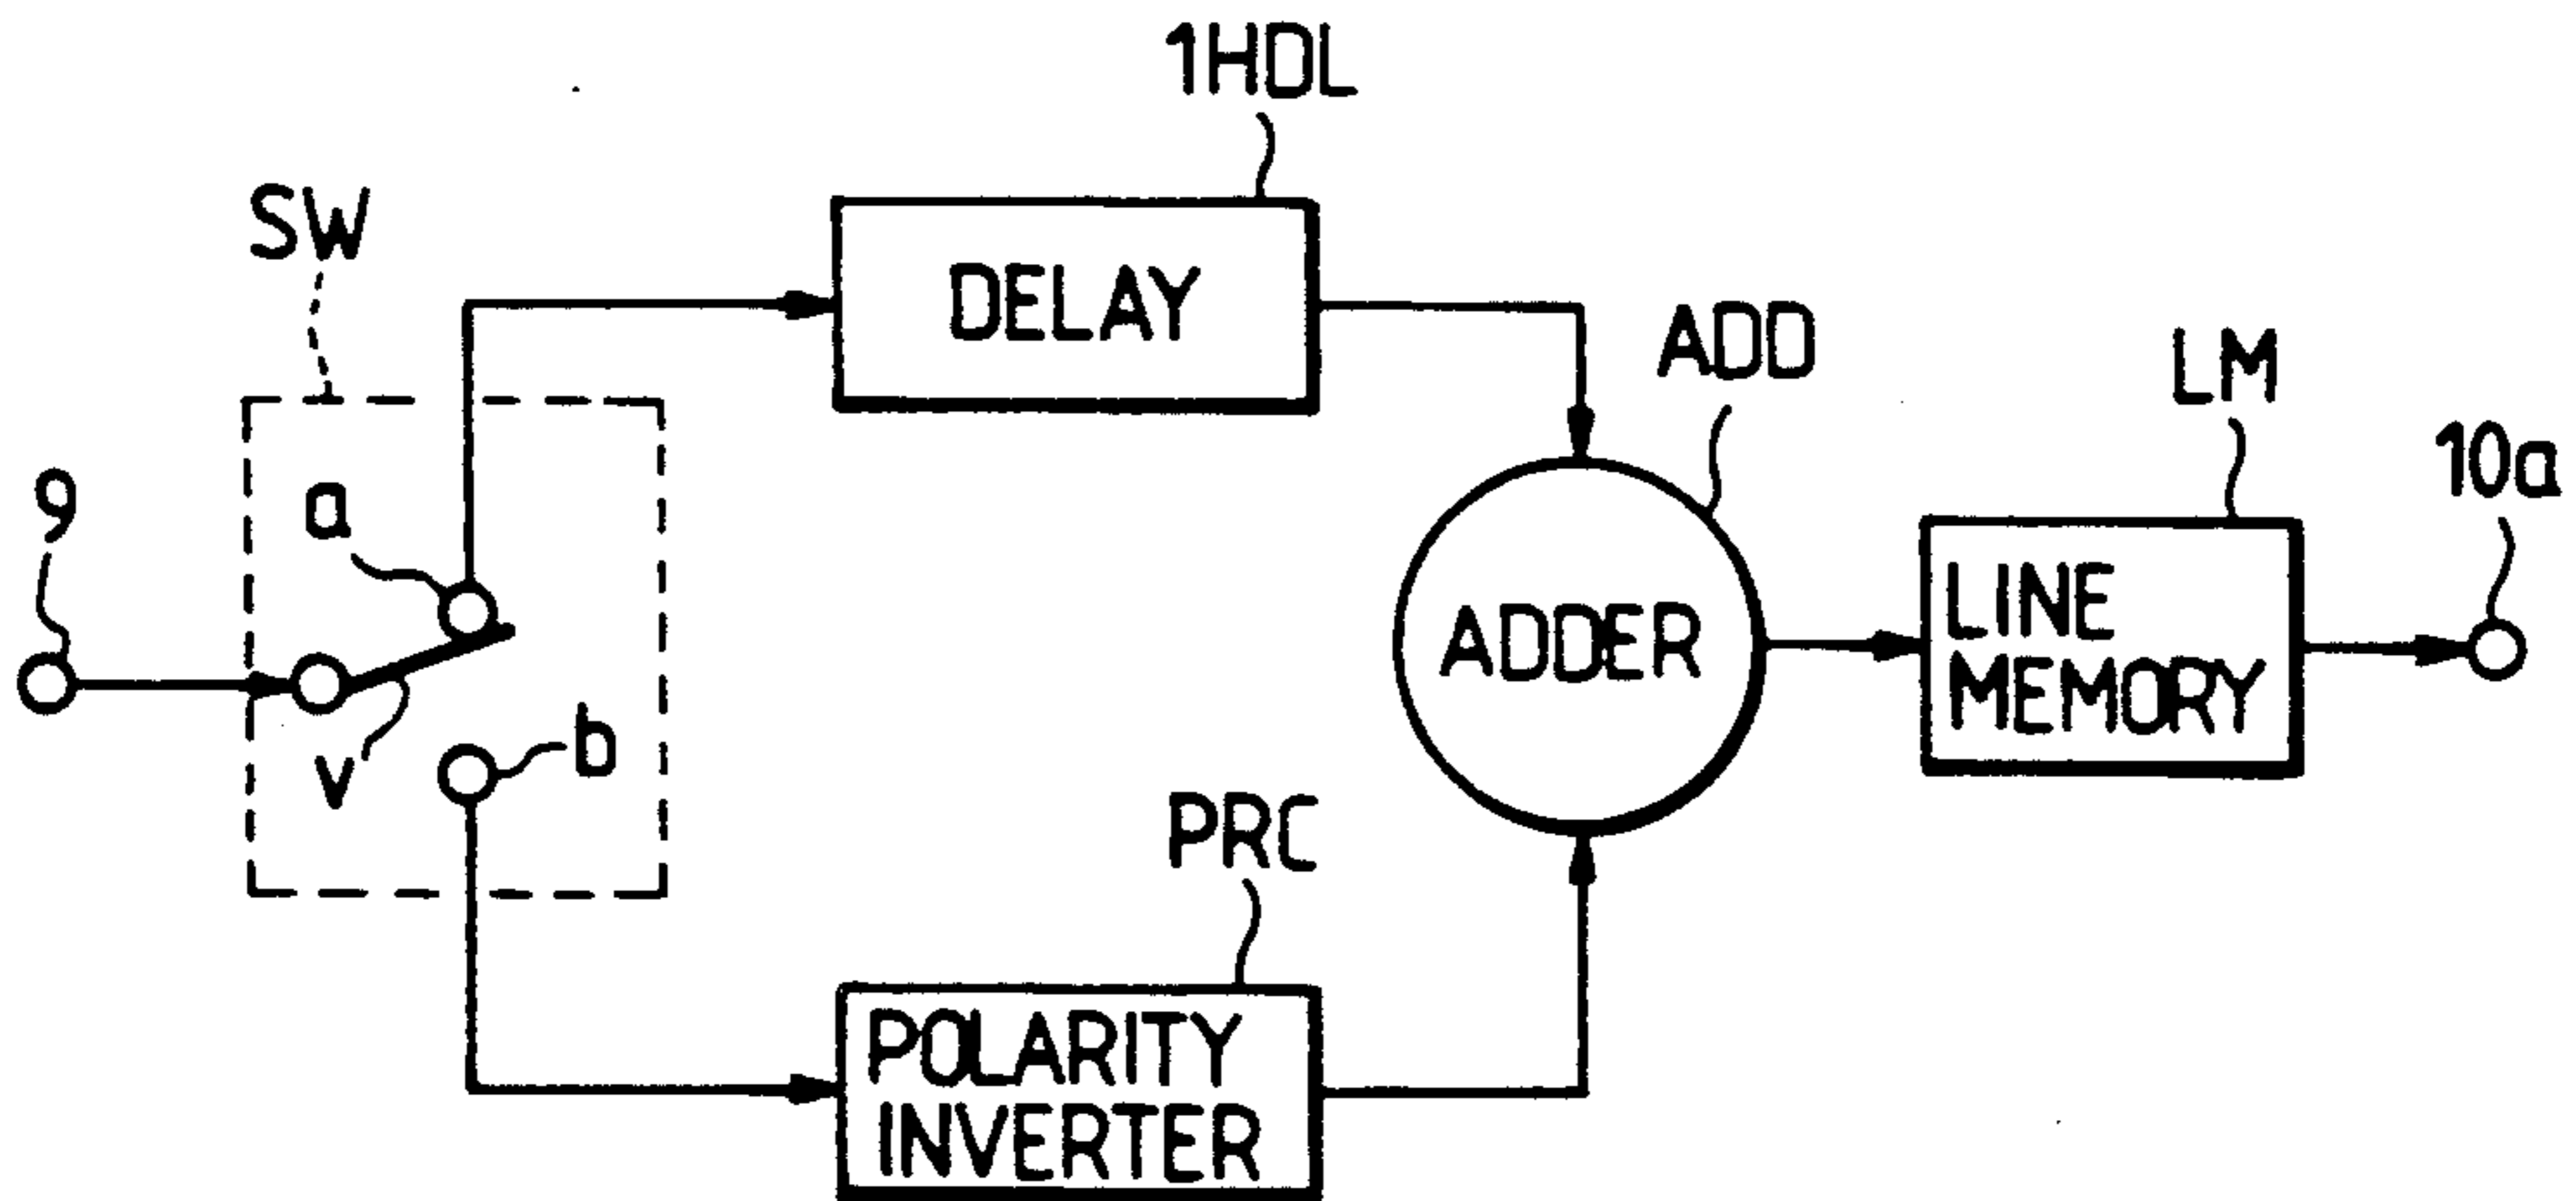 1HDL
SW
DELAY
ADD
LM
10a
9
a
LINE
MEMORY
ADDER
v
b
PRC
POLARITY
INVERTER